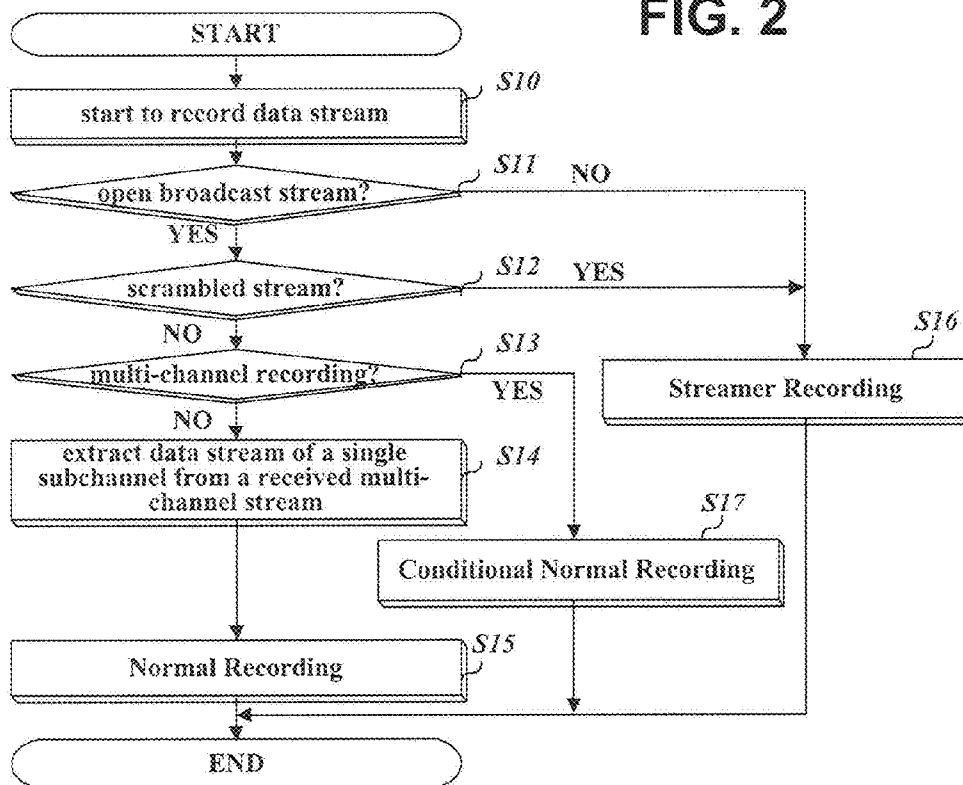 FIG. 2
START
S10
start to record data stream
S11
open broadcast stream?
NO
YES
S12
scrambled stream?
YES
NO
S13
multi-channel recording?
YES
NO
S16
Streamer Recording
extract data stream of a single
subchannel from a received multi-
channel stream
S14
S17
Conditional Normal Recording
Normal Recording
S15
END